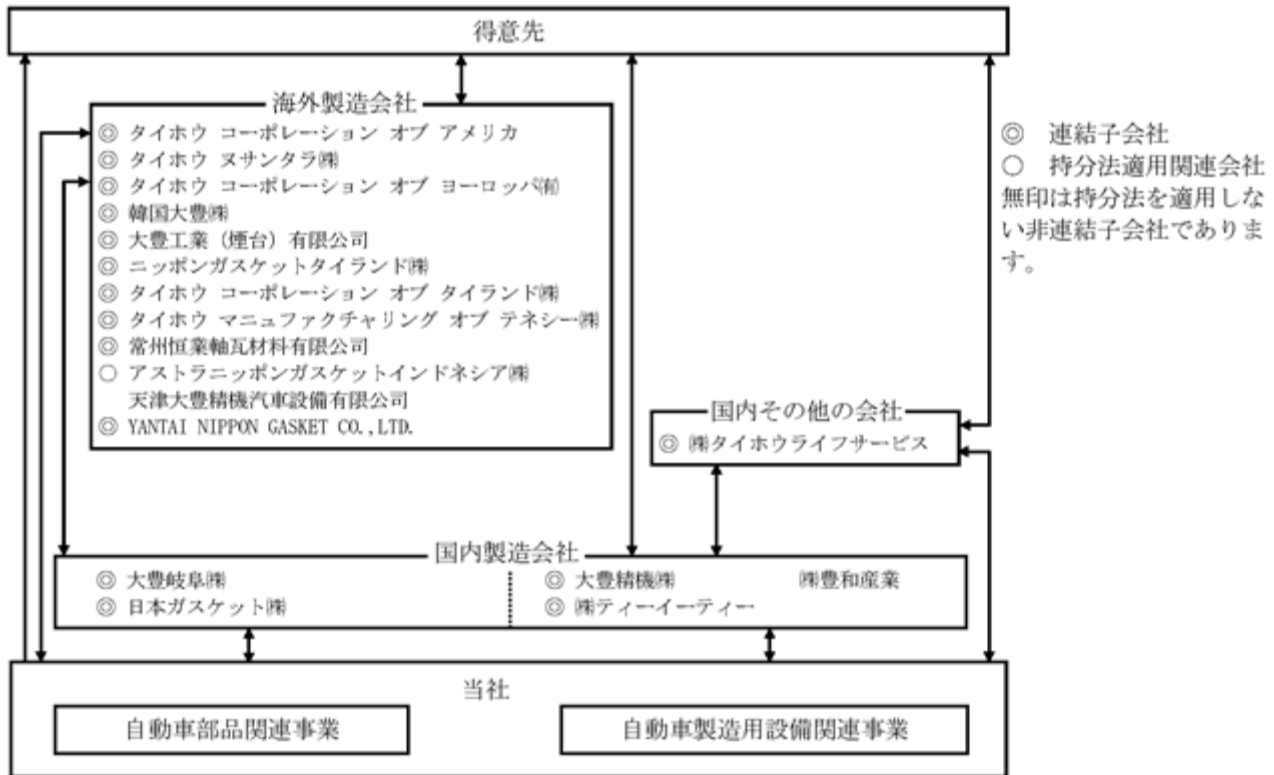 得意先
海外製造会社
◎ タイホウ コーポレーション オブ アメリカ
◎ タイホウ ヌサンタラ㈱
◎ タイホウ コーポレーション オブ ヨーロッパ㈲
◎ 韓国大豊㈱
◎ 大豊工業（煙台）有限公司
◎ ニッポンガスケットタイランド㈱
◎ タイホウ コーポレーション オブ タイランド㈱
◎ タイホウ マニュファクチャリング オブ テネシー㈱
◎ 常州恒業軸瓦材料有限公司
○ アストラニッポンガスケットインドネシア㈱
天津大豊精機汽車設備有限公司
◎ YANTAI NIPPON GASKET CO.,LTD.
◎ 連結子会社
○ 持分法適用関連会社
無印は持分法を適用しな
い非連結子会社でありま
す。
国内その他の会社
◎ ㈱タイホウライフサービス
国内製造会社
◎ 大豊岐阜㈱
◎ 日本ガスケット㈱
◎ 大豊精機㈱ ㈱豊和産業
◎ ㈱ティーイーティー
当社
自動車部品関連事業
自動車製造用設備関連事業